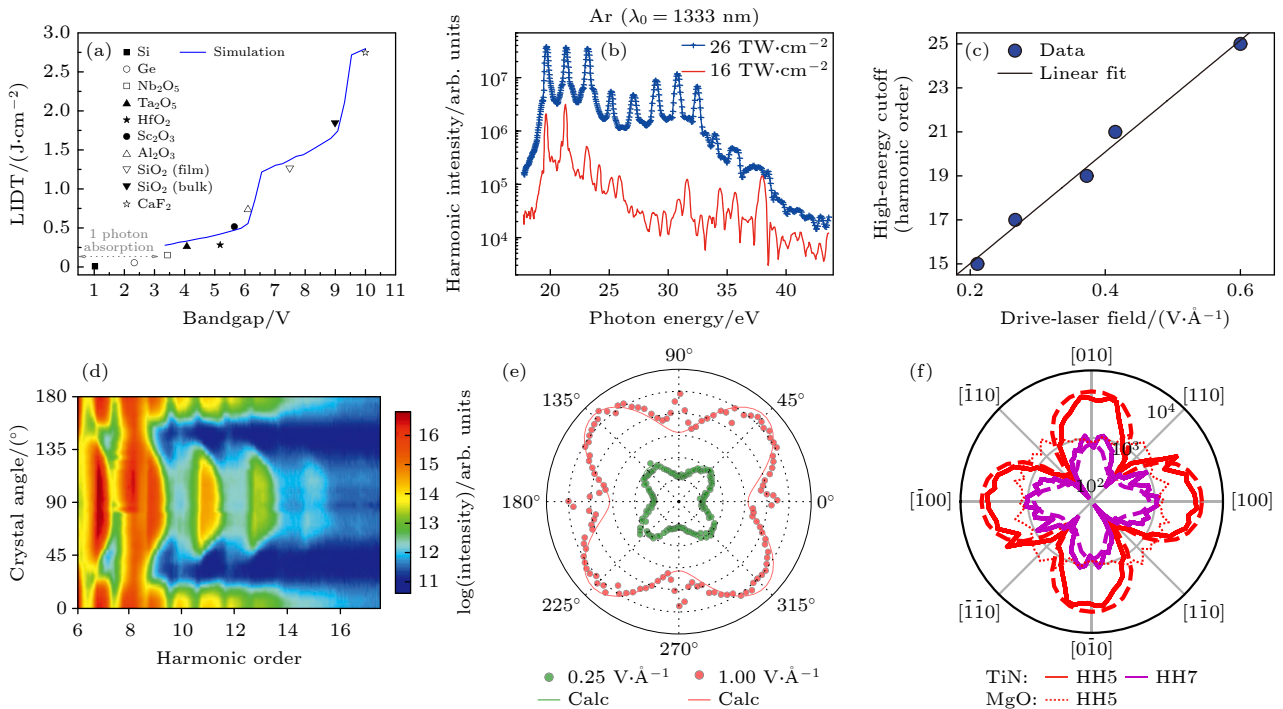 (a)
Si
Simulation
Ge
Nb₂O₅
Ta₂O₅
HfO₂
Sc₂O₃
Al₂O₃
SiO₂ (film)
SiO₂ (bulk)
CaF₂
1 photon
absorption
LIDT/(J·cm⁻²)
3.0
2.5
2.0
1.5
1.0
0.5
0
1 2 3 4 5 6 7 8 9 10 11
Bandgap/V
Ar (λ₀ = 1333 nm)
(b)
26 TW·cm⁻²
16 TW·cm⁻²
Harmonic intensity/arb. units
10⁷
10⁶
10⁵
10⁴
20 25 30 35 40
Photon energy/eV
(c)
Data
Linear fit
High-energy cutoff
(harmonic order)
25
23
21
19
17
15
0.2 0.4 0.6
Drive-laser field/(V·Å⁻¹)
(d)
Crystal angle/(°)
180
135
90
45
0
6 8 10 12 14 16
Harmonic order
16
15
14
13
12
11
log(intensity)/arb. units
(e)
90°
135° 45°
180° 0°
225° 315°
270°
0.25 V·Å⁻¹ 1.00 V·Å⁻¹
Calc Calc
(f)
[010]
[1̄10] [110]
10⁴
10³
10²
[1̄00] [100]
[1̄1̄0] [11̄0]
[01̄0]
TiN: HH5 HH7
MgO: HH5